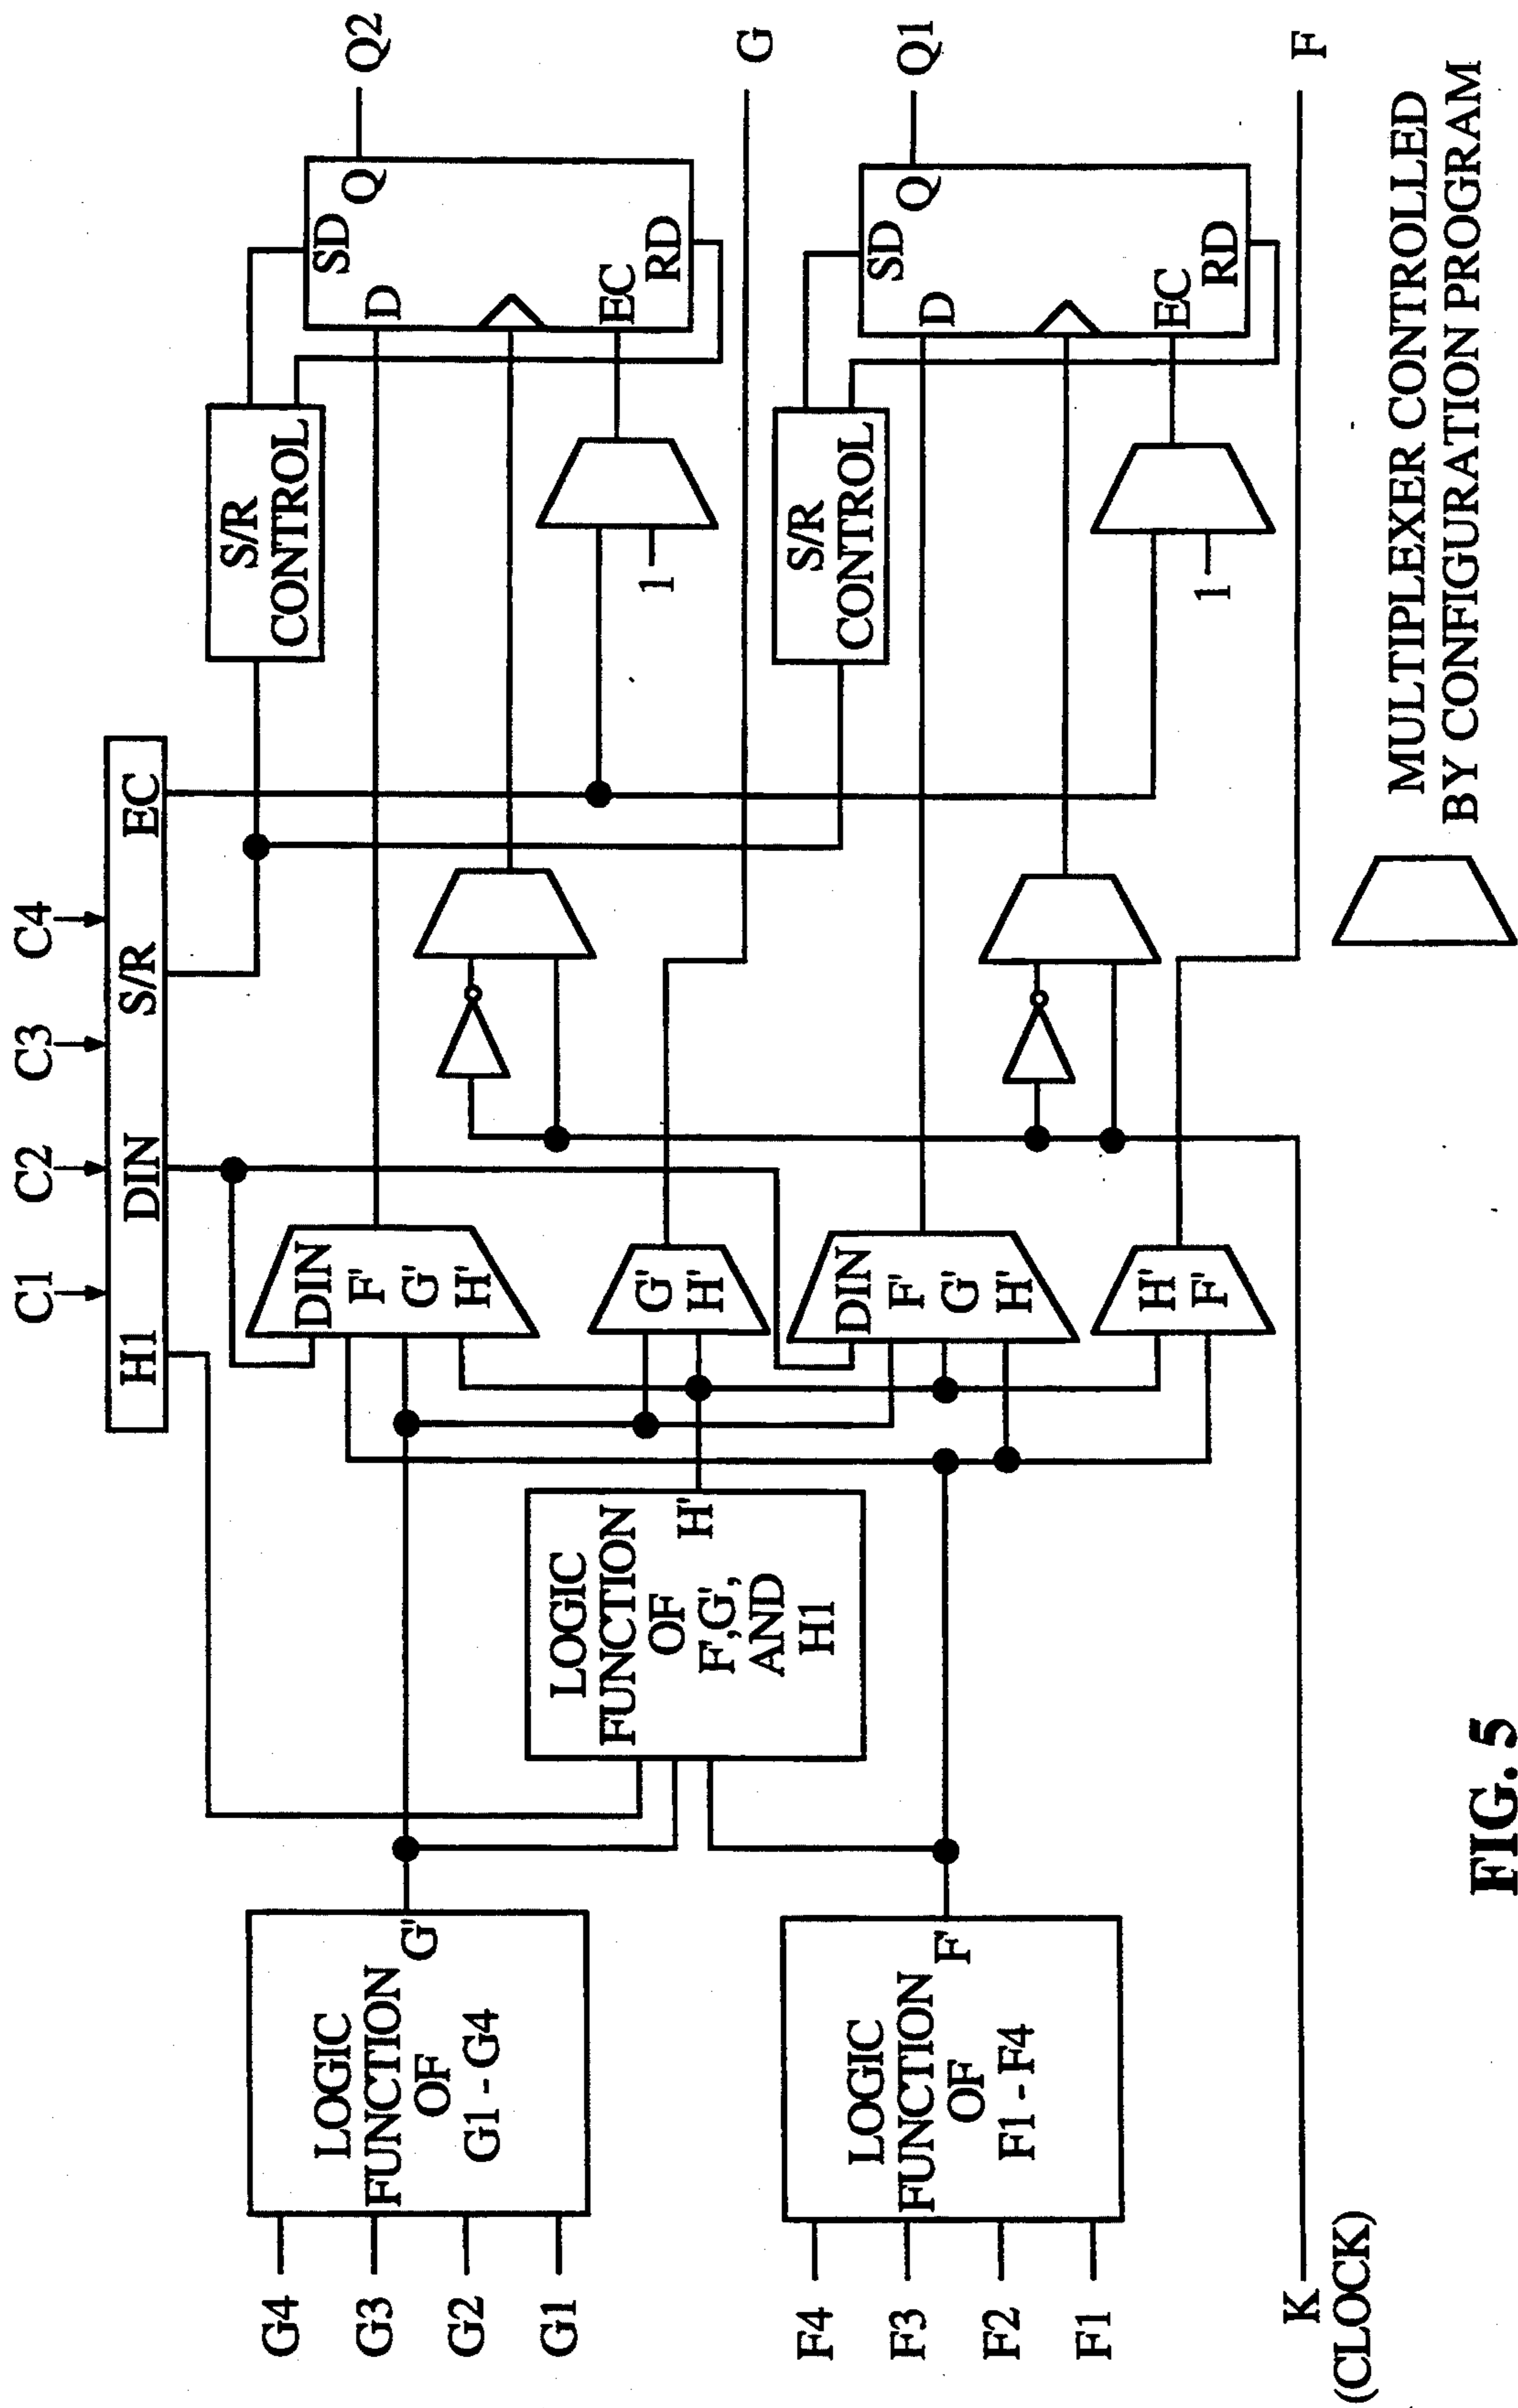 C1
C2
C3
C4
H1
DIN
S/R
EC
G4
G3
G2
G1
LOGIC
FUNCTION
OF
G1 - G4
G'
F4
F3
F2
F1
LOGIC
FUNCTION
OF
F1 - F4
F'
K
(CLOCK)
LOGIC
FUNCTION
OF
F',G',
AND
H1
H'
DIN
F'
G'
H'
G'
H'
DIN
F'
G'
H'
H'
F'
S/R
CONTROL
1
S/R
CONTROL
1
SD
D
Q
EC
RD
Q2
G
SD
D
Q
EC
RD
Q1
F
MULTIPLEXER CONTROLLED
BY CONFIGURATION PROGRAM
FIG. 5